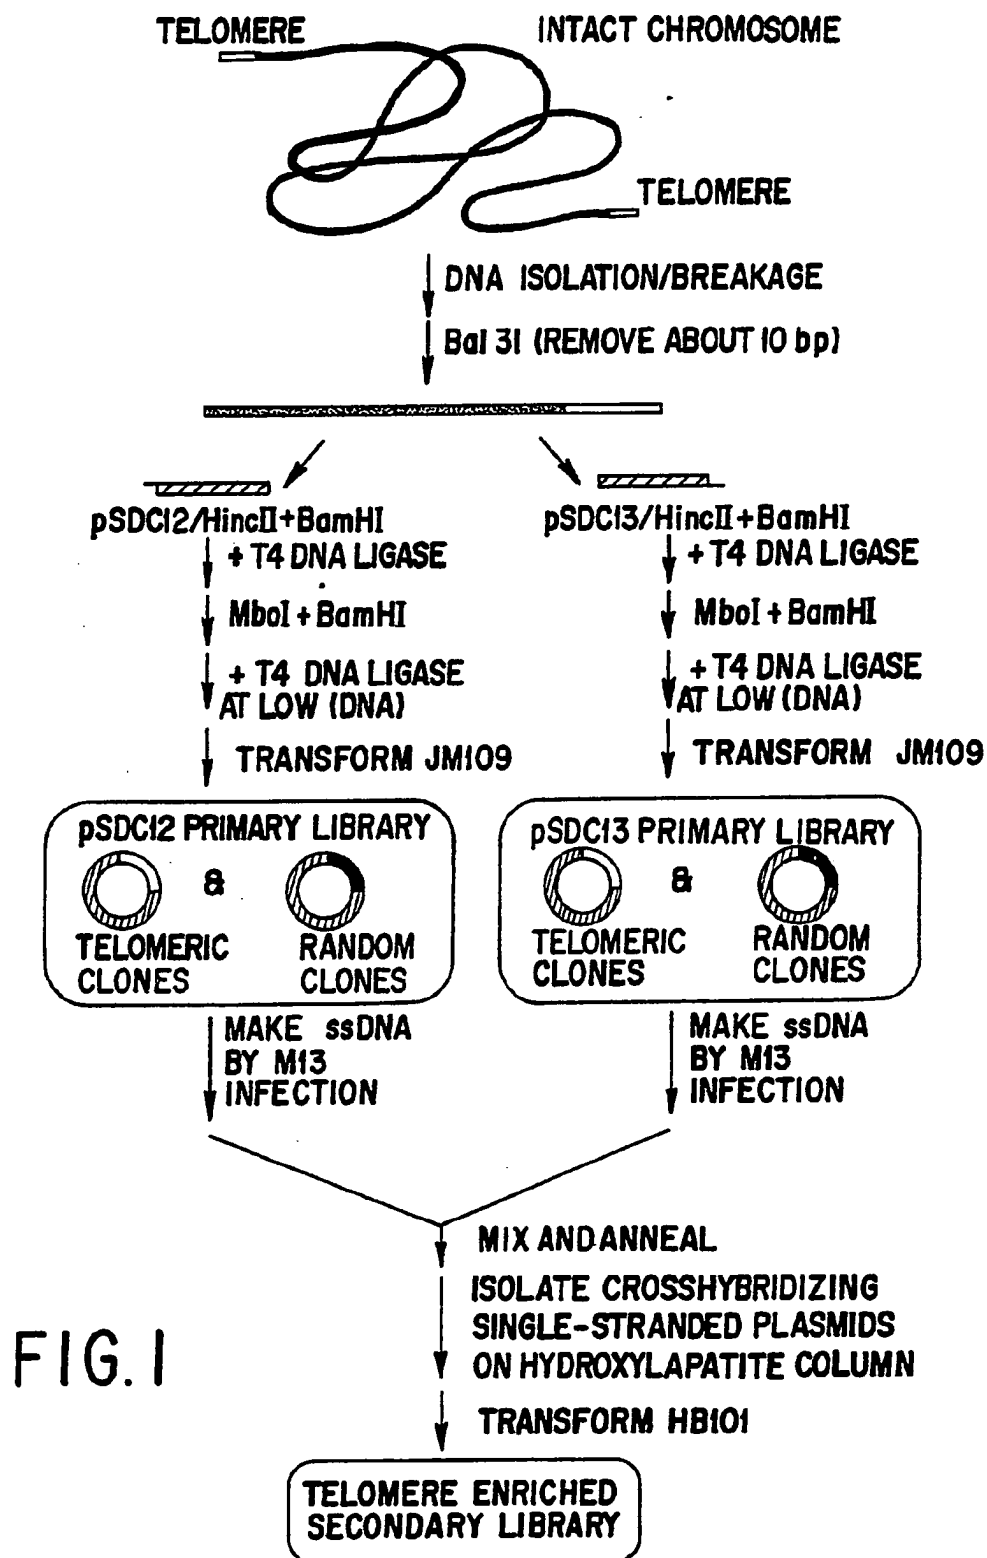 TELOMERE
INTACT CHROMOSOME
TELOMERE
DNA ISOLATION/BREAKAGE
Bal 31 (REMOVE ABOUT 10 bp)
pSDC12/HincII+BamHI
+ T4 DNA LIGASE
MboI + BamHI
+ T4 DNA LIGASE
AT LOW (DNA)
TRANSFORM JM109
pSDC12 PRIMARY LIBRARY
&
TELOMERIC
CLONES
RANDOM
CLONES
MAKE ssDNA
BY M13
INFECTION
pSDC13/HincII+BamHI
+ T4 DNA LIGASE
MboI + BamHI
+ T4 DNA LIGASE
AT LOW (DNA)
TRANSFORM JM109
pSDC13 PRIMARY LIBRARY
&
TELOMERIC
CLONES
RANDOM
CLONES
MAKE ssDNA
BY M13
INFECTION
MIX AND ANNEAL
ISOLATE CROSSHYBRIDIZING
SINGLE-STRANDED PLASMIDS
ON HYDROXYLAPATITE COLUMN
TRANSFORM HB101
TELOMERE ENRICHED
SECONDARY LIBRARY
FIG. 1